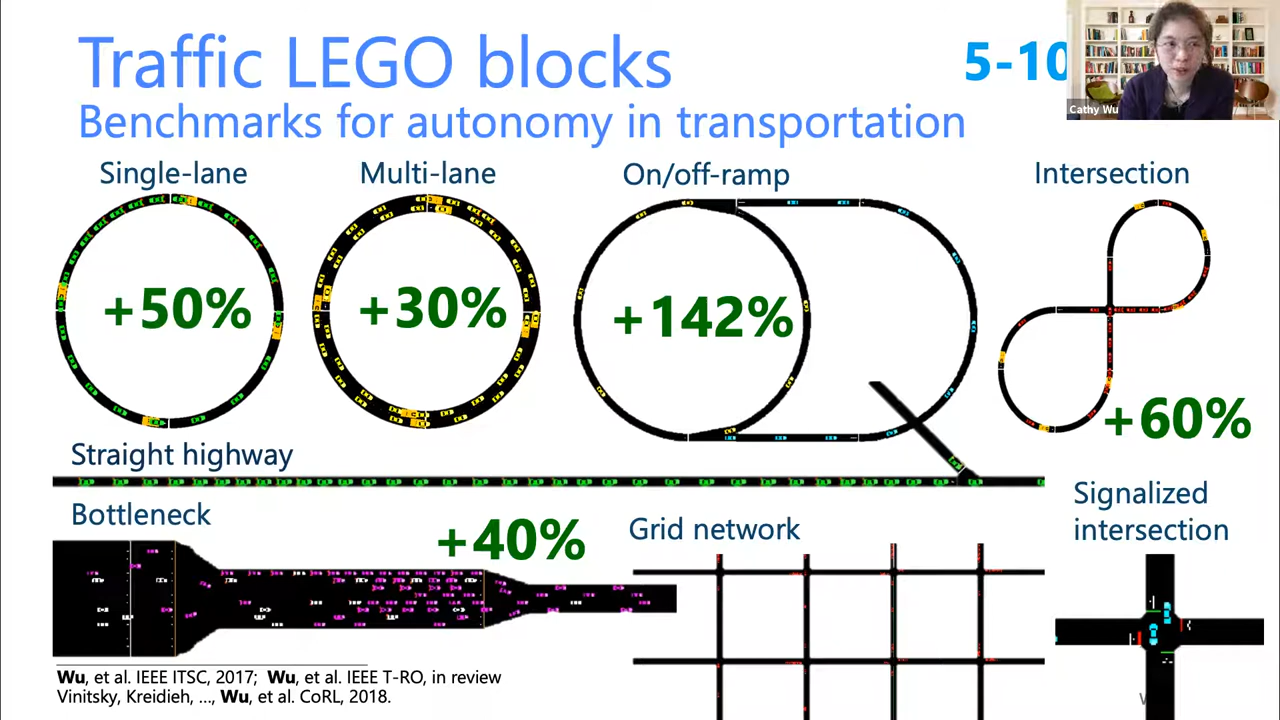 Traffic LEGO blocks
5-10
Cathy Wu
Benchmarks for autonomy in transportation
Single-lane
Multi-lane
On/off-ramp
Intersection
+50%
+30%
+142%
+60%
Straight highway
Bottleneck
+40%
Grid network
Signalized
intersection
Wu, et al. IEEE ITSC, 2017; Wu, et al. IEEE T-RO, in review
Vinitsky, Kreidieh, ..., Wu, et al. CoRL, 2018.